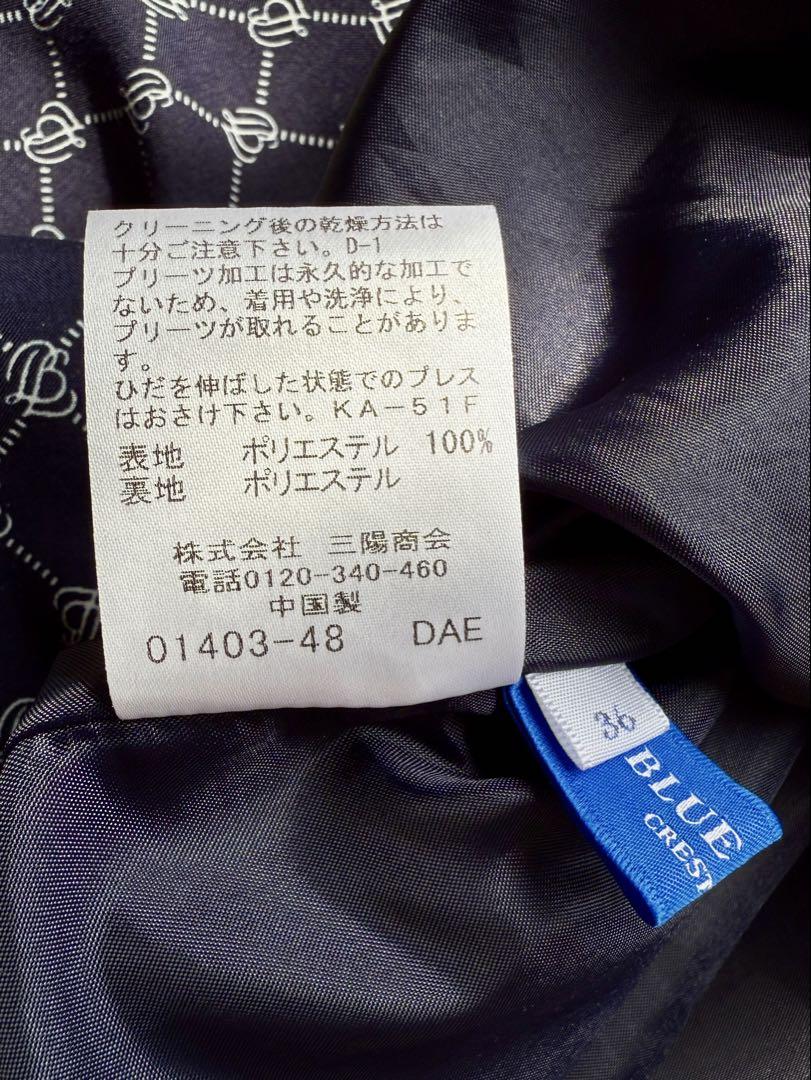 クリーニング後の乾燥方法は
十分ご注意下さい。D-1
プリーツ加工は永久的な加工で
ないため、着用や洗浄により、
プリーツが取れることがありま
す。
ひだを伸ばした状態でのプレス
はおさけ下さい。KA-51F
表地 ポリエステル 100%
裏地 ポリエステル
株式会社 三陽商会
電話0120-340-460
中国製
01403-48 DAE
36
BLUE
CREST